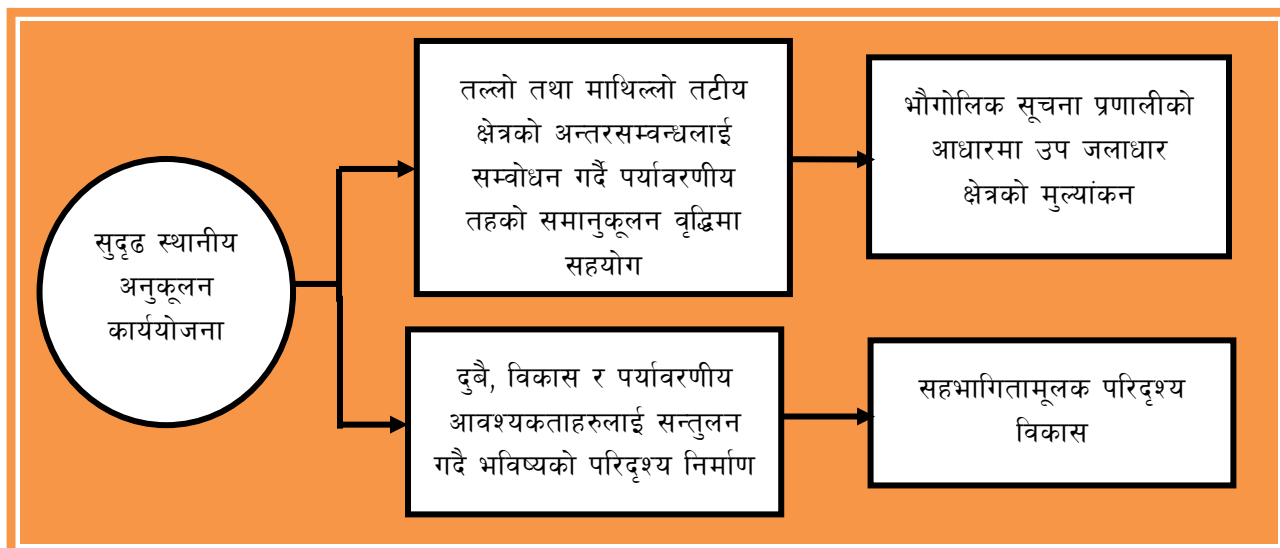 सुदृढ स्थानीय
अनुकूलन
कार्ययोजना
तल्लो तथा माथिल्लो तटीय
क्षेत्रको अन्तरसम्वन्धलाई
सम्वोधन गर्दै पर्यावरणीय
तहको समानुकूलन वृद्धिमा
सहयोग
भौगोलिक सूचना प्रणालीको
आधारमा उप जलाधार
क्षेत्रको मुल्यांकन
दुबै, विकास र पर्यावरणीय
आवश्यकताहरुलाई सन्तुलन
गदै भविष्यको परिदृश्य निर्माण
सहभागितामूलक परिदृश्य
विकास